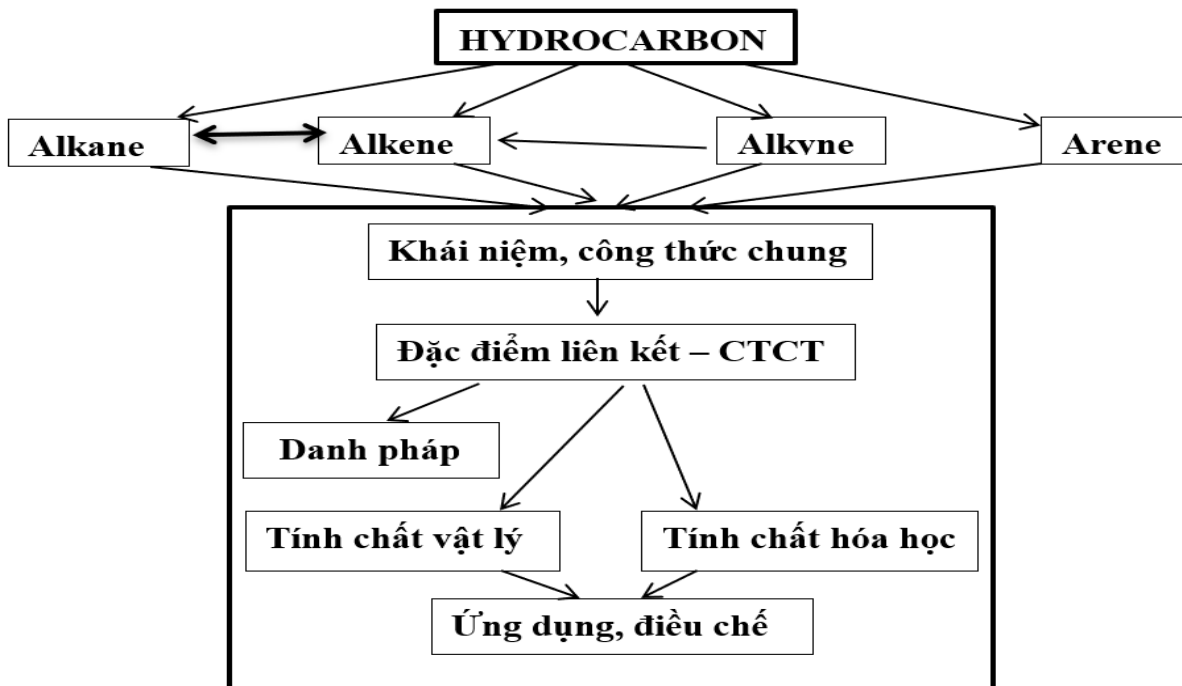 HYDROCARBON
Alkane
Alkene
Alkvne
Arene
Khái niệm, công thức chung
Đặc điểm liên kết – CTCT
Danh pháp
Tính chất vật lý
Tính chất hóa học
Ứng dụng, điều chế